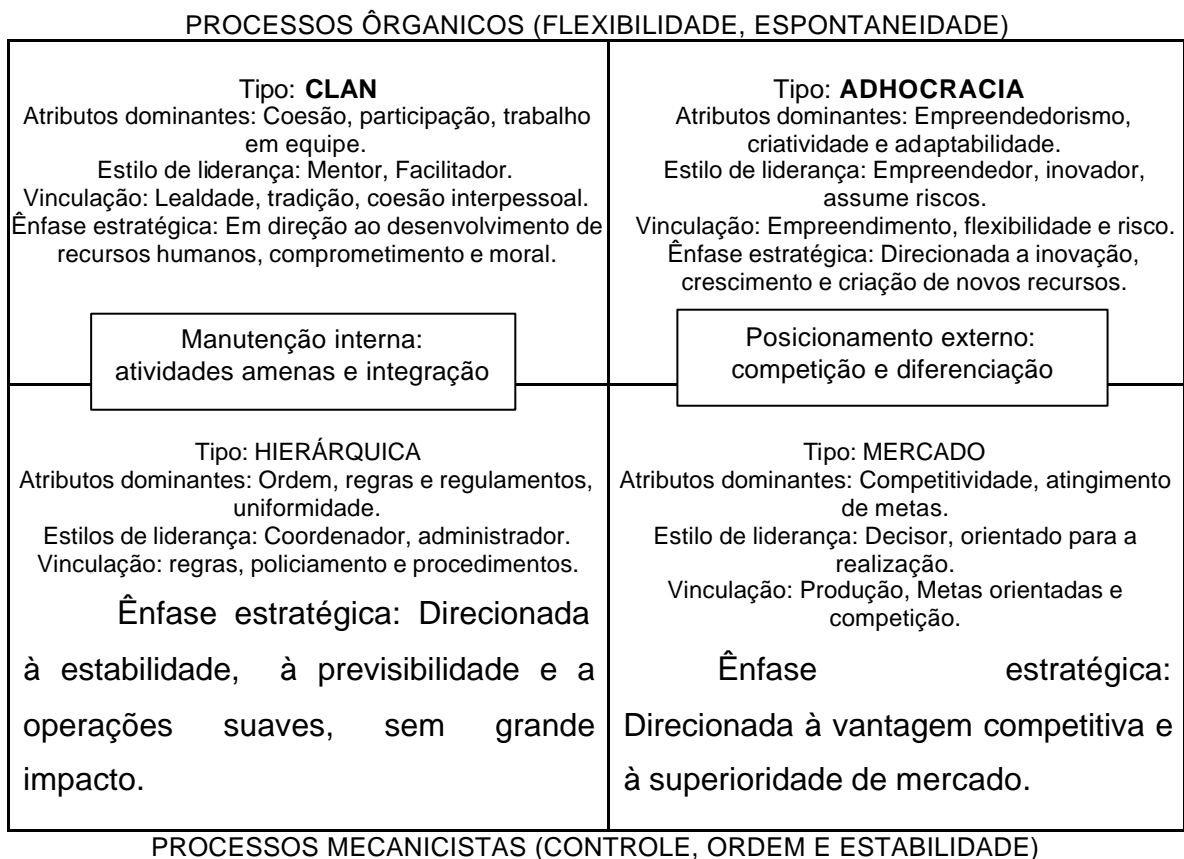 PROCESSOS ÔRGANICOS (FLEXIBILIDADE, ESPONTANEIDADE)
Tipo: CLAN
Atributos dominantes: Coesão, participação, trabalho
em equipe.
Estilo de liderança: Mentor, Facilitador.
Vinculação: Lealdade, tradição, coesão interpessoal.
Ênfase estratégica: Em direção ao desenvolvimento de
recursos humanos, comprometimento e moral.
Tipo: ADHOCRACIA
Atributos dominantes: Empreendedorismo,
criatividade e adaptabilidade.
Estilo de liderança: Empreendedor, inovador,
assume riscos.
Vinculação: Empreendimento, flexibilidade e risco.
Ênfase estratégica: Direcionada a inovação,
crescimento e criação de novos recursos.
Manutenção interna:
atividades amenas e integração
Posicionamento externo:
competição e diferenciação
Tipo: HIERÁRQUICA
Atributos dominantes: Ordem, regras e regulamentos,
uniformidade.
Estilos de liderança: Coordenador, administrador.
Vinculação: regras, policiamento e procedimentos.
Ênfase estratégica: Direcionada
à estabilidade, à previsibilidade e a
operações suaves, sem grande
impacto.
Tipo: MERCADO
Atributos dominantes: Competitividade, atingimento
de metas.
Estilo de liderança: Decisor, orientado para a
realização.
Vinculação: Produção, Metas orientadas e
competição.
Ênfase estratégica:
Direcionada à vantagem competitiva e
à superioridade de mercado.
PROCESSOS MECANICISTAS (CONTROLE, ORDEM E ESTABILIDADE)